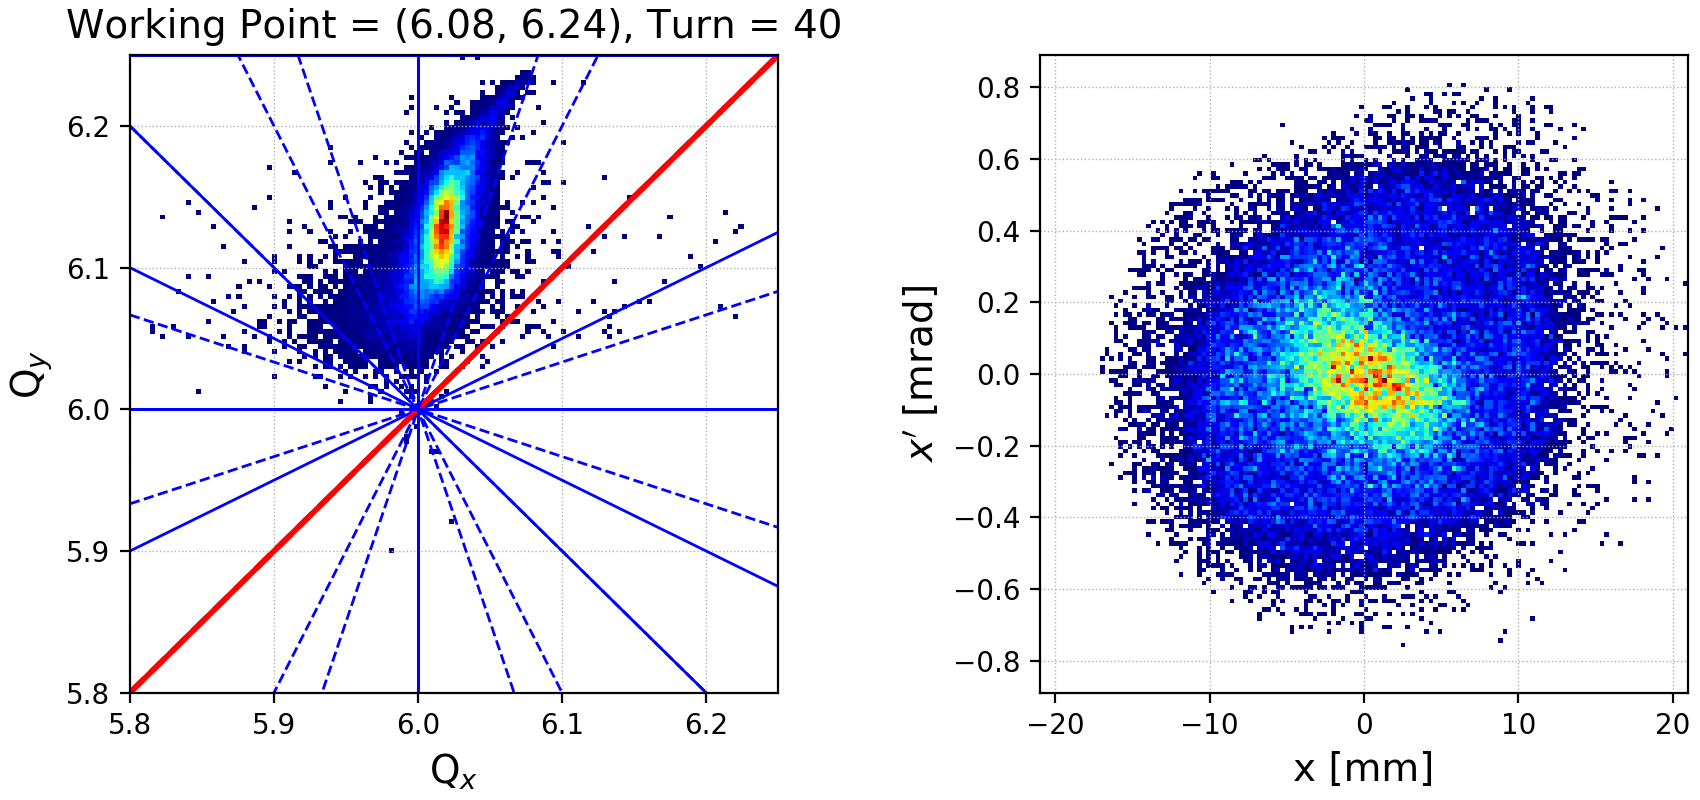 Working Point = (6.08, 6.24), Turn = 40
6.2
6.1
6.0
5.9
5.8
Qy
5.8 5.9 6.0 6.1 6.2
Qx
0.8
0.6
0.4
0.2
0.0
−0.2
−0.4
−0.6
−0.8
x′ [mrad]
−20 −10 0 10 20
x [mm]